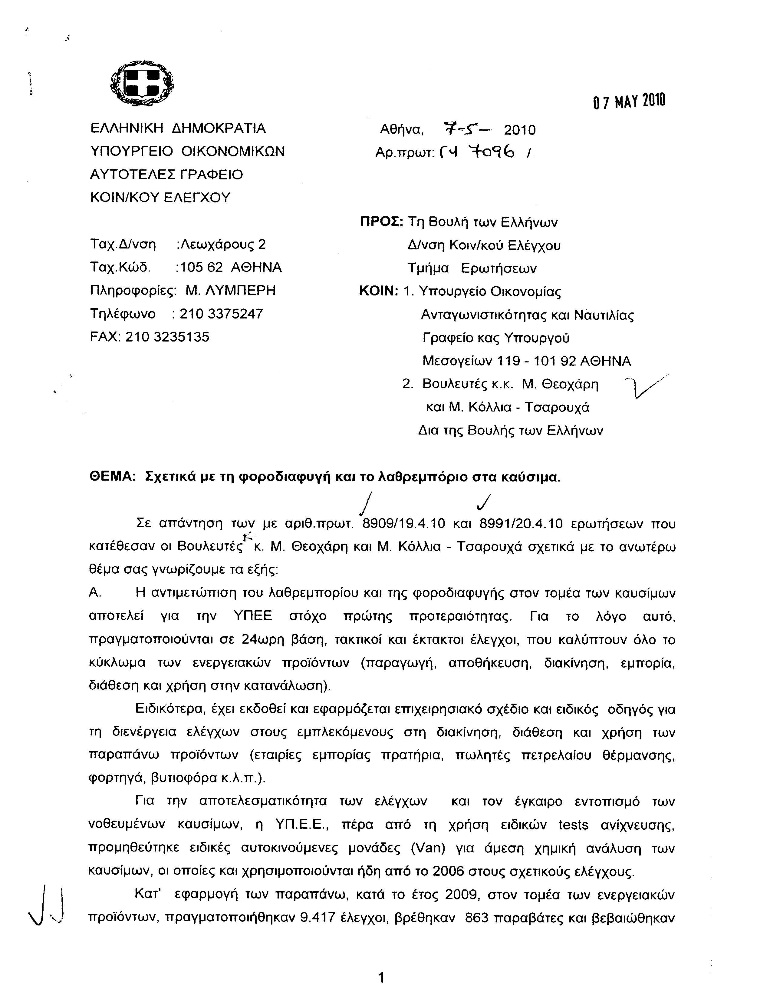 07 MAY 2010
ΕΛΛΗΝΙΚΗ ΔΗΜΟΚΡΑΤΙΑ
ΥΠΟΥΡΓΕΙΟ ΟΙΚΟΝΟΜΙΚΩΝ
ΑΥΤΟΤΕΛΕΣ ΓΡΑΦΕΙΟ
ΚΟΙΝ/ΚΟΥ ΕΛΕΓΧΟΥ
Αθήνα, 7-5- 2010
Αρ.πρωτ: 7096 /
Ταχ.Δ/νση :Λεωχάρους 2
Ταχ.Κώδ. :105 62 ΑΘΗΝΑ
Πληροφορίες: Μ. ΛΥΜΠΕΡΗ
Τηλέφωνο : 210 3375247
FAX: 210 3235135
ΠΡΟΣ: Τη Βουλή των Ελλήνων
Δ/νση Κοιν/κού Ελέγχου
Τμήμα Ερωτήσεων
ΚΟΙΝ: 1. Υπουργείο Οικονομίας
Ανταγωνιστικότητας και Ναυτιλίας
Γραφείο κας Υπουργού
Μεσογείων 119 - 101 92 ΑΘΗΝΑ
2. Βουλευτές κ.κ. Μ. Θεοχάρη
και Μ. Κόλλια - Τσαρουχά
Δια της Βουλής των Ελλήνων
ΘΕΜΑ: Σχετικά με τη φοροδιαφυγή και το λαθρεμπόριο στα καύσιμα.
Σε απάντηση των με αριθ.πρωτ. 8909/19.4.10 και 8991/20.4.10 ερωτήσεων που
κατέθεσαν οι Βουλευτές κ. κ. Μ. Θεοχάρη και Μ. Κόλλια - Τσαρουχά σχετικά με το ανωτέρω
θέμα σας γνωρίζουμε τα εξής:
Α. Η αντιμετώπιση του λαθρεμπορίου και της φοροδιαφυγής στον τομέα των καυσίμων
αποτελεί για την ΥΠΕΕ στόχο πρώτης προτεραιότητας. Για το λόγο αυτό,
πραγματοποιούνται σε 24ωρη βάση, τακτικοί και έκτακτοι έλεγχοι, που καλύπτουν όλο το
κύκλωμα των ενεργειακών προϊόντων (παραγωγή, αποθήκευση, διακίνηση, εμπορία,
διάθεση και χρήση στην κατανάλωση).
Ειδικότερα, έχει εκδοθεί και εφαρμόζεται επιχειρησιακό σχέδιο και ειδικός οδηγός για
τη διενέργεια ελέγχων στους εμπλεκόμενους στη διακίνηση, διάθεση και χρήση των
παραπάνω προϊόντων (εταιρίες εμπορίας πρατήρια, πωλητές πετρελαίου θέρμανσης,
φορτηγά, βυτιοφόρα κ.λ.π.).
Για την αποτελεσματικότητα των ελέγχων και τον έγκαιρο εντοπισμό των
νοθευμένων καυσίμων, η ΥΠ.Ε.Ε., πέρα από τη χρήση ειδικών tests ανίχνευσης,
προμηθεύτηκε ειδικές αυτοκινούμενες μονάδες (Van) για άμεση χημική ανάλυση των
καυσίμων, οι οποίες και χρησιμοποιούνται ήδη από το 2006 στους σχετικούς ελέγχους.
Κατ' εφαρμογή των παραπάνω, κατά το έτος 2009, στον τομέα των ενεργειακών
προϊόντων, πραγματοποιήθηκαν 9.417 έλεγχοι, βρέθηκαν 863 παραβάτες και βεβαιώθηκαν
1